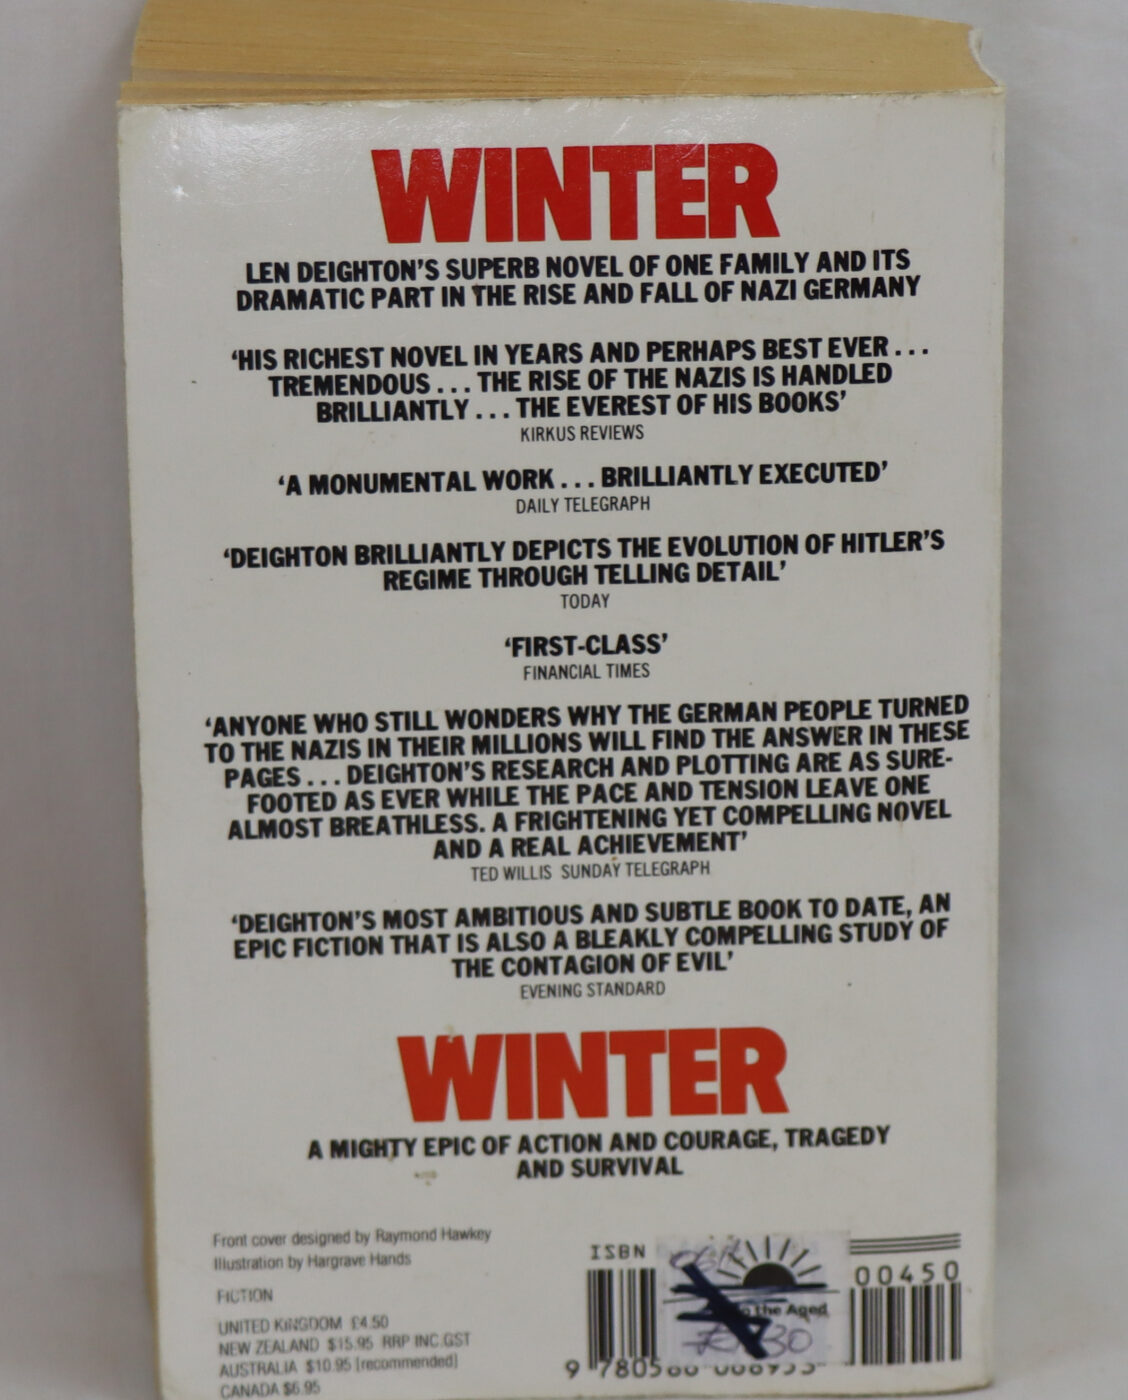 WINTER
LEN DEIGHTON'S SUPERB NOVEL OF ONE FAMILY AND ITS
DRAMATIC PART IN THE RISE AND FALL OF NAZI GERMANY
'HIS RICHEST NOVEL IN YEARS AND PERHAPS BEST EVER . . .
TREMENDOUS . . . THE RISE OF THE NAZIS IS HANDLED
BRILLIANTLY . . . THE EVEREST OF HIS BOOKS'
KIRKUS REVIEWS
'A MONUMENTAL WORK . . . BRILLIANTLY EXECUTED'
DAILY TELEGRAPH
'DEIGHTON BRILLIANTLY DEPICTS THE EVOLUTION OF HITLER'S
REGIME THROUGH TELLING DETAIL'
TODAY
'FIRST-CLASS'
FINANCIAL TIMES
'ANYONE WHO STILL WONDERS WHY THE GERMAN PEOPLE TURNED
TO THE NAZIS IN THEIR MILLIONS WILL FIND THE ANSWER IN THESE
PAGES . . . DEIGHTON'S RESEARCH AND PLOTTING ARE AS SURE-
FOOTED AS EVER WHILE THE PACE AND TENSION LEAVE ONE
ALMOST BREATHLESS. A FRIGHTENING YET COMPELLING NOVEL
AND A REAL ACHIEVEMENT'
TED WILLIS SUNDAY TELEGRAPH
'DEIGHTON'S MOST AMBITIOUS AND SUBTLE BOOK TO DATE, AN
EPIC FICTION THAT IS ALSO A BLEAKLY COMPELLING STUDY OF
THE CONTAGION OF EVIL'
EVENING STANDARD
WINTER
A MIGHTY EPIC OF ACTION AND COURAGE, TRAGEDY
AND SURVIVAL
Front cover designed by Raymond Hawkey
Illustration by Hargrave Hands
FICTION
UNITED KINGDOM £4.50
NEW ZEALAND $15.95 RRP INC.GST
AUSTRALIA $10.95 (recommended)
CANADA $6.95
ISBN
00450
the Aged
9 780586 068953